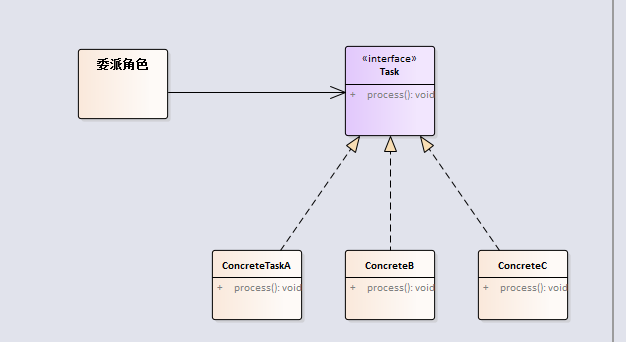 委派角色
«interface»
Task
+ process(): void
ConcreteTaskA
+ process(): void
ConcreteB
+ process(): void
ConcreteC
+ process(): void